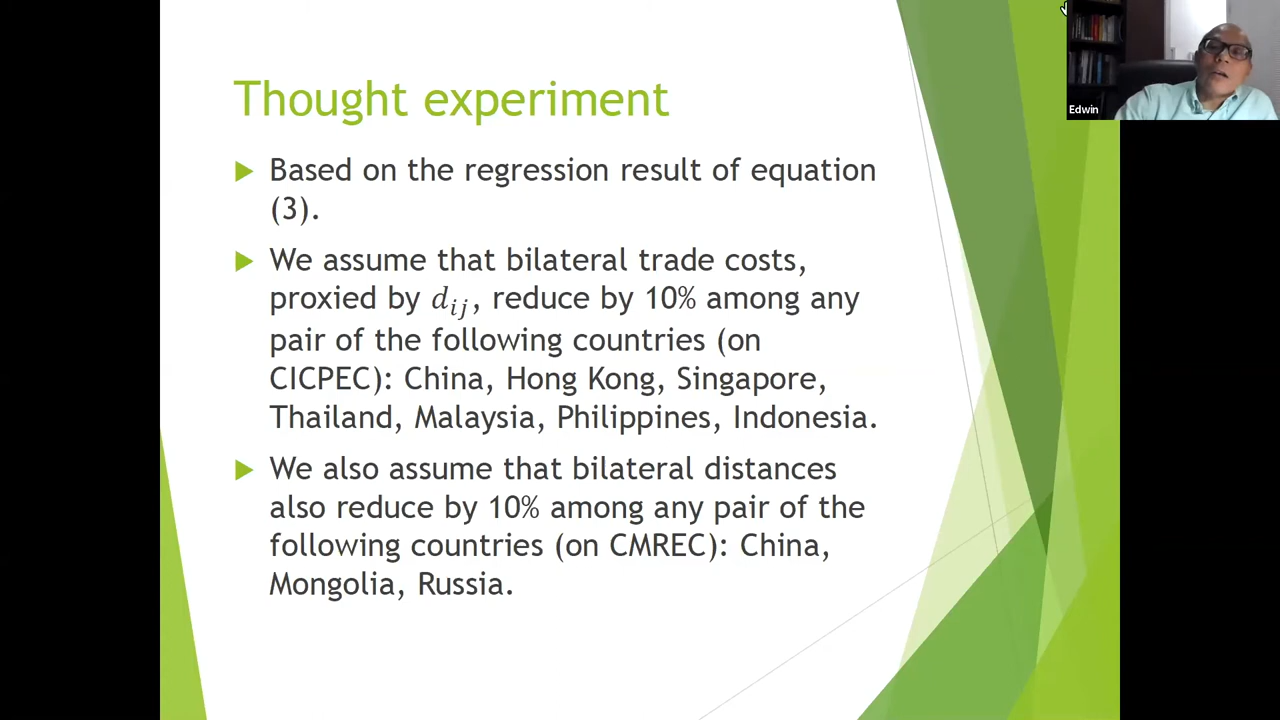 Thought experiment
Based on the regression result of equation
(3).
We assume that bilateral trade costs,
proxied by d_{ij}, reduce by 10% among any
pair of the following countries (on
CICPEC): China, Hong Kong, Singapore,
Thailand, Malaysia, Philippines, Indonesia.
We also assume that bilateral distances
also reduce by 10% among any pair of the
following countries (on CMREC): China,
Mongolia, Russia.
Edwin